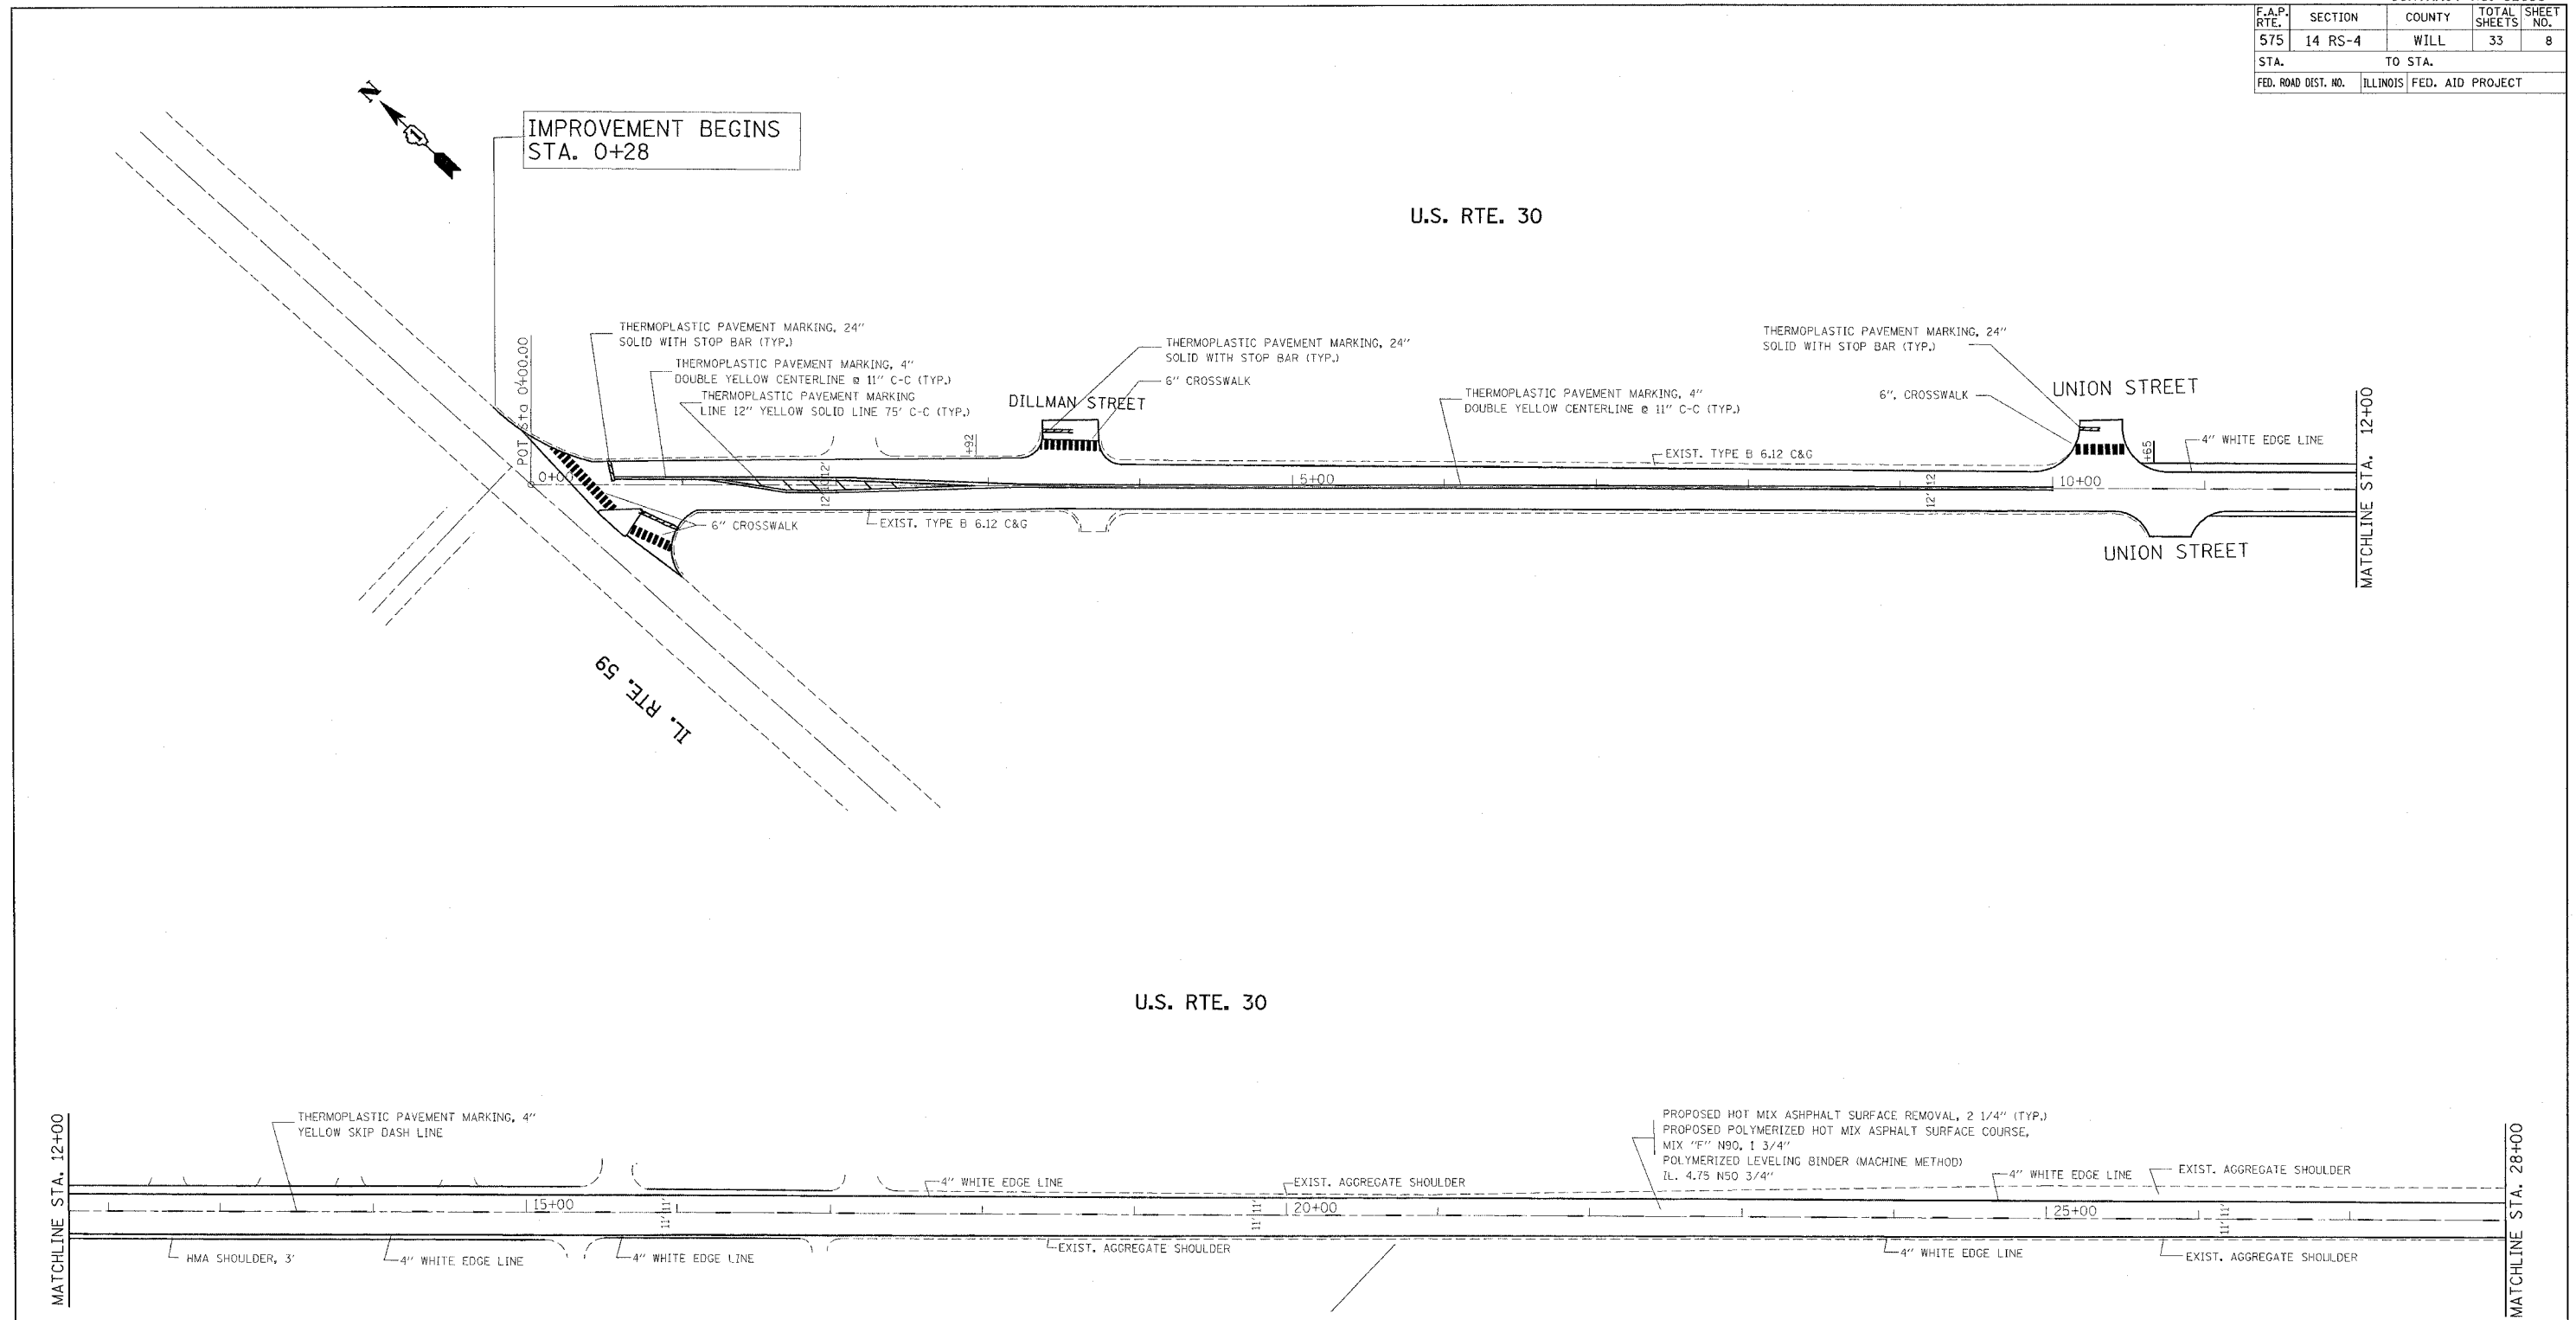 F.A.P. RTE. SECTION COUNTY TOTAL SHEETS SHEET NO.
575 14 RS-4 WILL 33 8
STA. TO STA.
FED. ROAD DIST. NO. ILLINOIS FED. AID PROJECT
N
IMPROVEMENT BEGINS
STA. 0+28
U.S. RTE. 30
THERMOPLASTIC PAVEMENT MARKING, 24"
SOLID WITH STOP BAR (TYP.)
THERMOPLASTIC PAVEMENT MARKING, 4"
DOUBLE YELLOW CENTERLINE @ 11" C-C (TYP.)
THERMOPLASTIC PAVEMENT MARKING
LINE 12" YELLOW SOLID LINE 75' C-C (TYP.)
POT Sta 0+00.00
0+00
12' 12'
+92
THERMOPLASTIC PAVEMENT MARKING, 24"
SOLID WITH STOP BAR (TYP.)
6" CROSSWALK
DILLMAN STREET
THERMOPLASTIC PAVEMENT MARKING, 4"
DOUBLE YELLOW CENTERLINE @ 11" C-C (TYP.)
THERMOPLASTIC PAVEMENT MARKING, 24"
SOLID WITH STOP BAR (TYP.)
6", CROSSWALK
UNION STREET
EXIST. TYPE B 6.12 C&G
+65
4" WHITE EDGE LINE
5+00
12' 12'
10+00
6" CROSSWALK
EXIST. TYPE B 6.12 C&G
UNION STREET
MATCHLINE STA. 12+00
IL. RTE. 59
U.S. RTE. 30
MATCHLINE STA. 12+00
THERMOPLASTIC PAVEMENT MARKING, 4"
YELLOW SKIP DASH LINE
4" WHITE EDGE LINE
EXIST. AGGREGATE SHOULDER
PROPOSED HOT MIX ASHPHALT SURFACE REMOVAL, 2 1/4" (TYP.)
PROPOSED POLYMERIZED HOT MIX ASPHALT SURFACE COURSE,
MIX "F" N90, 1 3/4"
POLYMERIZED LEVELING BINDER (MACHINE METHOD)
IL. 4.75 N50 3/4"
4" WHITE EDGE LINE
EXIST. AGGREGATE SHOULDER
15+00
11' 11'
11' 11'
20+00
25+00
11' 11'
HMA SHOULDER, 3'
4" WHITE EDGE LINE
4" WHITE EDGE LINE
EXIST. AGGREGATE SHOULDER
4" WHITE EDGE LINE
EXIST. AGGREGATE SHOULDER
MATCHLINE STA. 28+00